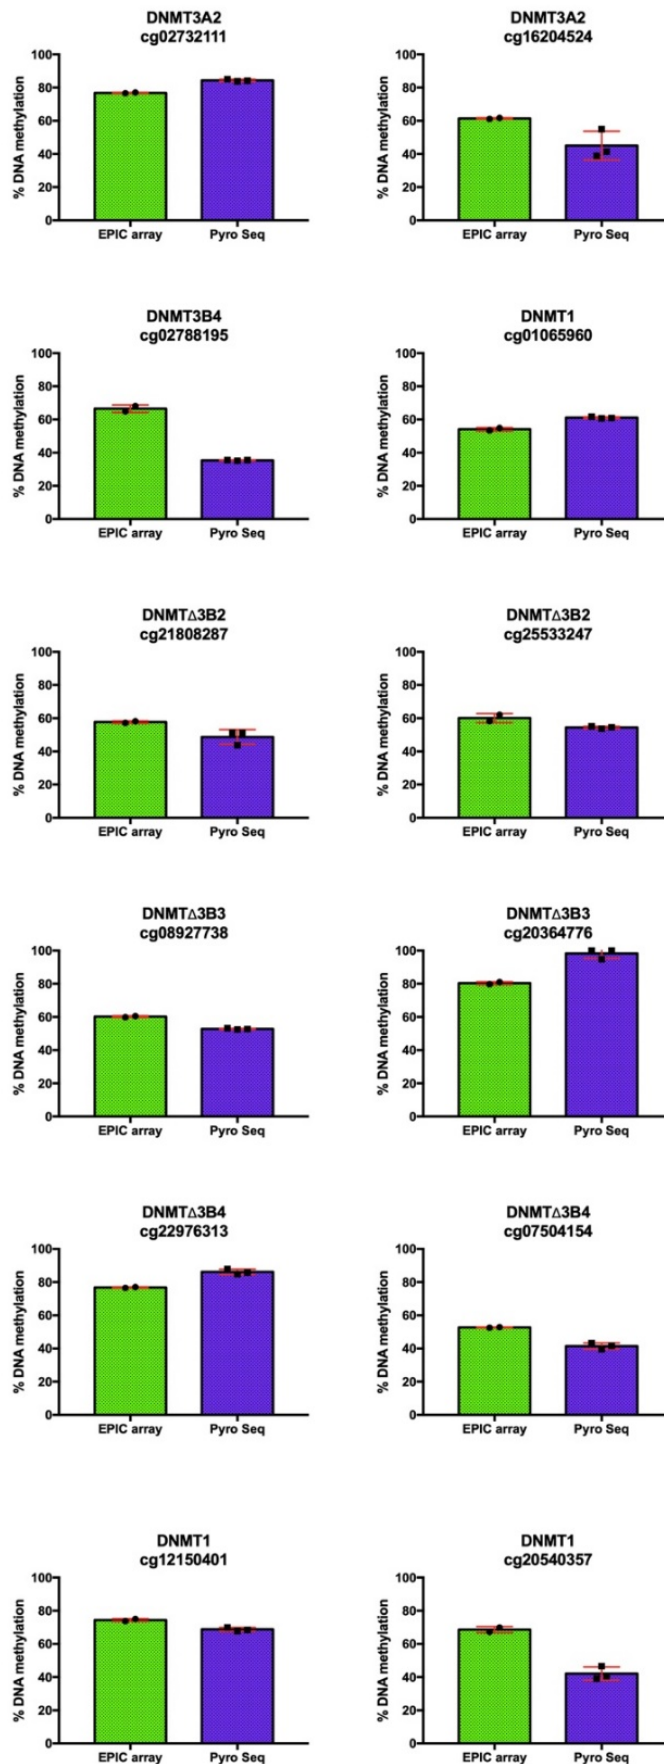 DNMT3A2
cg02732111
% DNA methylation
100
80
60
40
20
0
EPIC array Pyro Seq
DNMT3A2
cg16204524
% DNA methylation
100
80
60
40
20
0
EPIC array Pyro Seq
DNMT3B4
cg02788195
% DNA methylation
100
80
60
40
20
0
EPIC array Pyro Seq
DNMT1
cg01065960
% DNA methylation
100
80
60
40
20
0
EPIC array Pyro Seq
DNMTΔ3B2
cg21808287
% DNA methylation
100
80
60
40
20
0
EPIC array Pyro Seq
DNMTΔ3B2
cg25533247
% DNA methylation
100
80
60
40
20
0
EPIC array Pyro Seq
DNMTΔ3B3
cg08927738
% DNA methylation
100
80
60
40
20
0
EPIC array Pyro Seq
DNMTΔ3B3
cg20364776
% DNA methylation
100
80
60
40
20
0
EPIC array Pyro Seq
DNMTΔ3B4
cg22976313
% DNA methylation
100
80
60
40
20
0
EPIC array Pyro Seq
DNMTΔ3B4
cg07504154
% DNA methylation
100
80
60
40
20
0
EPIC array Pyro Seq
DNMT1
cg12150401
% DNA methylation
100
80
60
40
20
0
EPIC array Pyro Seq
DNMT1
cg20540357
% DNA methylation
100
80
60
40
20
0
EPIC array Pyro Seq